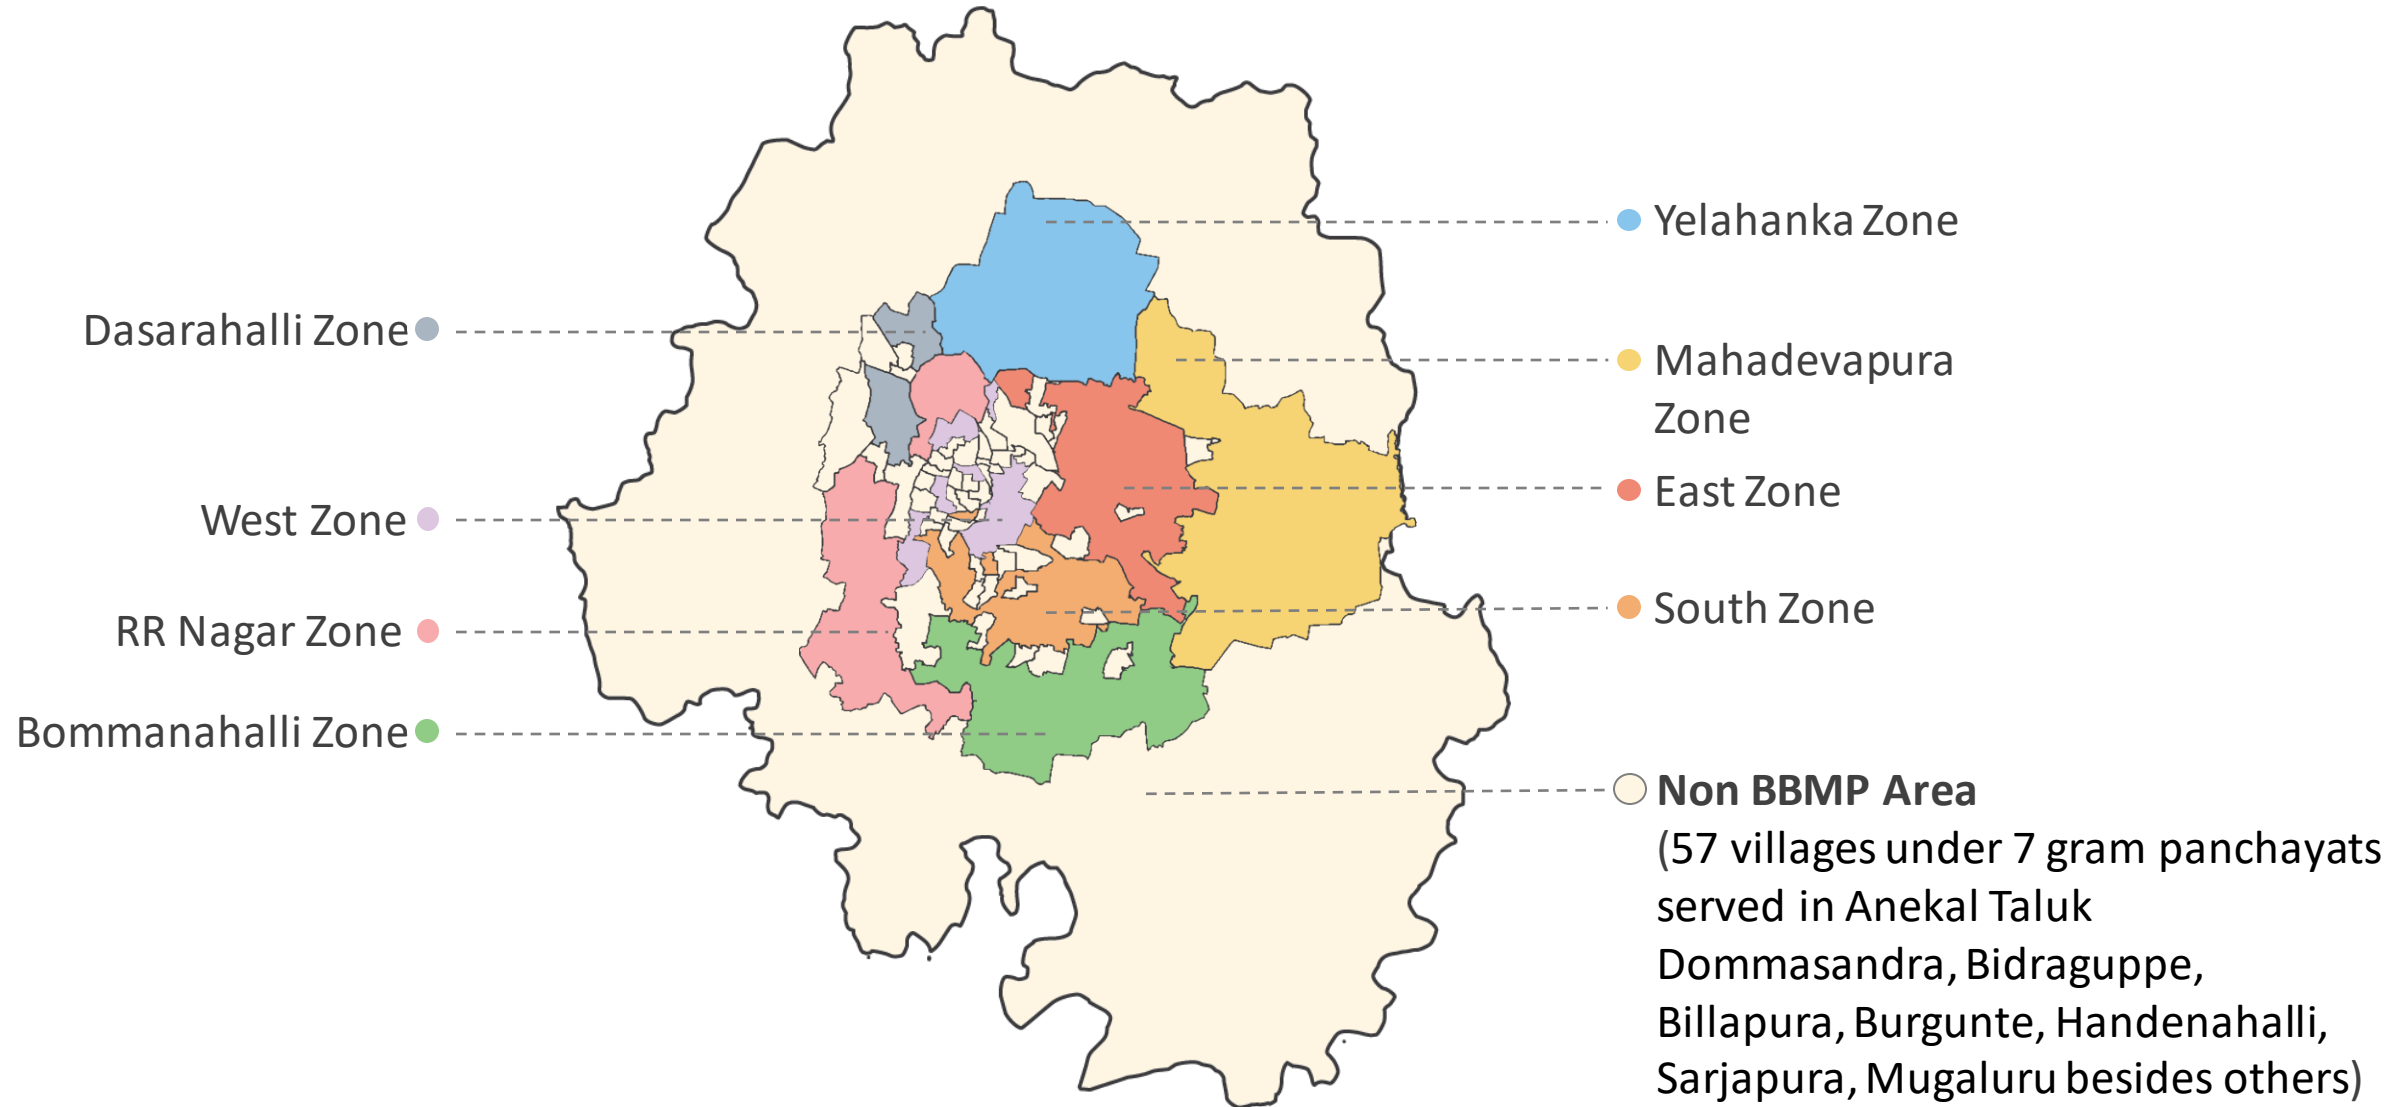 Dasarahalli Zone
West Zone
RR Nagar Zone
Bommanahalli Zone
Yelahanka Zone
Mahadevapura
Zone
East Zone
South Zone
Non BBMP Area
(57 villages under 7 gram panchayats
served in Anekal Taluk
Dommasandra, Bidraguppe,
Billapura, Burgunte, Handenahalli,
Sarjapura, Mugaluru besides others)